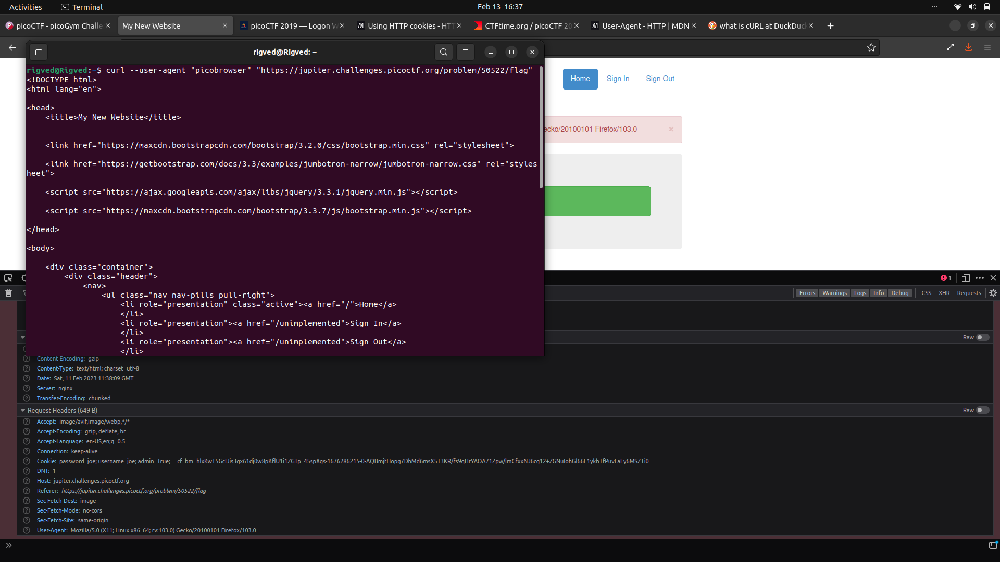 Activities
Terminal
Feb 13 16:37
picoCTF - picoGym Challe
My New Website
picoCTF 2019 — Logon W
Using HTTP cookies - HTT
CTFtime.org / picoCTF 20
User-Agent - HTTP | MDN
what is cURL at DuckDuc
rigved@Rigved: ~
rigved@Rigved:~$ curl --user-agent "picobrowser" "https://jupiter.challenges.picoctf.org/problem/50522/flag"
<!DOCTYPE html>
<html lang="en">
<head>
<title>My New Website</title>
<link href="https://maxcdn.bootstrapcdn.com/bootstrap/3.2.0/css/bootstrap.min.css" rel="stylesheet">
<link href="https://getbootstrap.com/docs/3.3/examples/jumbotron-narrow/jumbotron-narrow.css" rel="styles
heet">
<script src="https://ajax.googleapis.com/ajax/libs/jquery/3.3.1/jquery.min.js"></script>
<script src="https://maxcdn.bootstrapcdn.com/bootstrap/3.3.7/js/bootstrap.min.js"></script>
</head>
<body>
<div class="container">
<div class="header">
<nav>
<ul class="nav nav-pills pull-right">
<li role="presentation" class="active"><a href="/">Home</a>
</li>
<li role="presentation"><a href="/unimplemented">Sign In</a>
</li>
<li role="presentation"><a href="/unimplemented">Sign Out</a>
</li>
Home
Sign In
Sign Out
ecko/20100101 Firefox/103.0
×
1
Errors
Warnings
Logs
Info
Debug
CSS
XHR
Requests
Raw
Content-Encoding: gzip
Content-Type: text/html; charset=utf-8
Date: Sat, 11 Feb 2023 11:38:09 GMT
Server: nginx
Transfer-Encoding: chunked
Request Headers (649 B)
Raw
Accept: image/avif,image/webp,*/*
Accept-Encoding: gzip, deflate, br
Accept-Language: en-US,en;q=0.5
Connection: keep-alive
Cookie: password=joe; username=joe; admin=True; __cf_bm=hlxKwT5GcIJis3gx61dj0w8pKflU1i1ZGTp_45spXgs-1676286215-0-AQBmjtHopg7DhMd6msX5T3KR/fs9qHrYAOA71Zpw/lmCfxxNJ6cg12+ZGNuIohGl66F1ykbTfPuvLaFy6MSZTi0=
DNT: 1
Host: jupiter.challenges.picoctf.org
Referer: https://jupiter.challenges.picoctf.org/problem/50522/flag
Sec-Fetch-Dest: image
Sec-Fetch-Mode: no-cors
Sec-Fetch-Site: same-origin
User-Agent: Mozilla/5.0 (X11; Linux x86_64; rv:103.0) Gecko/20100101 Firefox/103.0